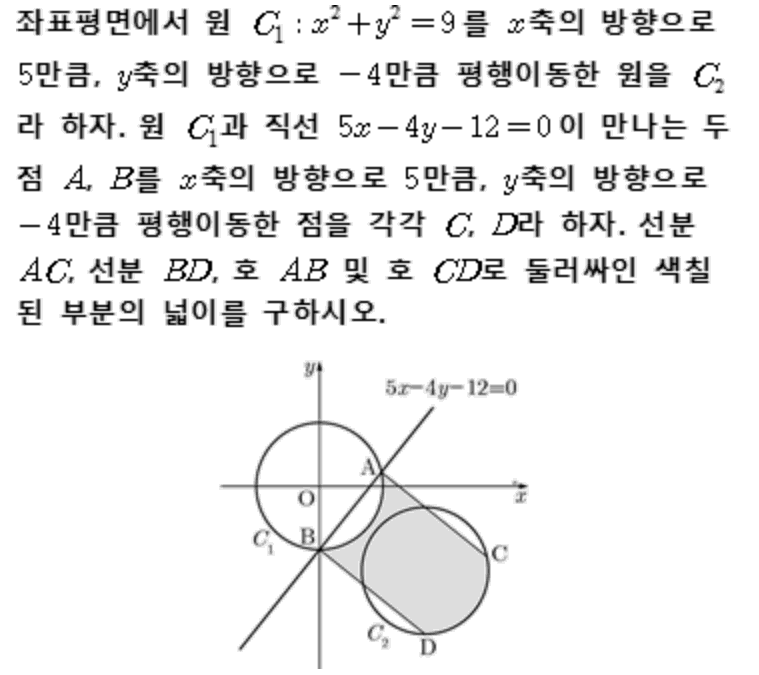 좌표평면에서 원 C₁ : x²+y²=9를 x축의 방향으로
5만큼, y축의 방향으로 −4만큼 평행이동한 원을 C₂
라 하자. 원 C₁과 직선 5x−4y−12=0이 만나는 두
점 A, B를 x축의 방향으로 5만큼, y축의 방향으로
−4만큼 평행이동한 점을 각각 C, D라 하자. 선분
AC, 선분 BD, 호 AB 및 호 CD로 둘러싸인 색칠
된 부분의 넓이를 구하시오.
y
5x−4y−12=0
A
O
x
C₁
B
C
C₂
D